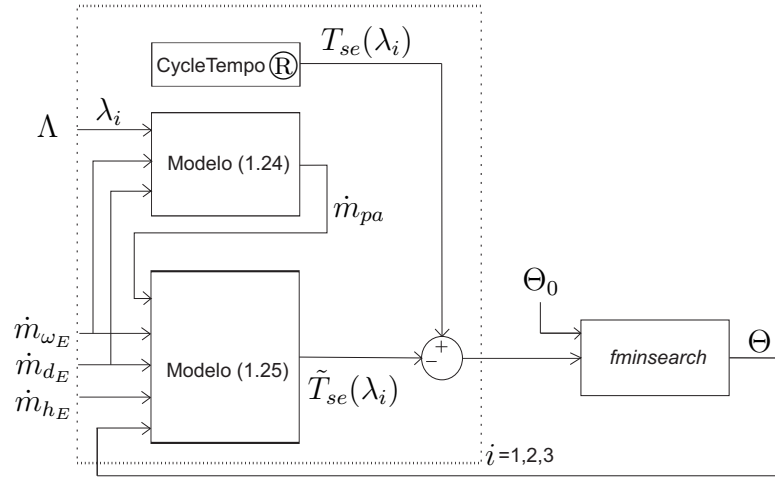 T_{se}(λ_i)
CycleTempo®
Λ
λ_i
Modelo (1.24)
ṁ_{pa}
Θ_0
ṁ_{ω_E}
ṁ_{d_E}
ṁ_{h_E}
Modelo (1.25)
T̃_{se}(λ_i)
+
−
fminsearch
Θ
i =1,2,3